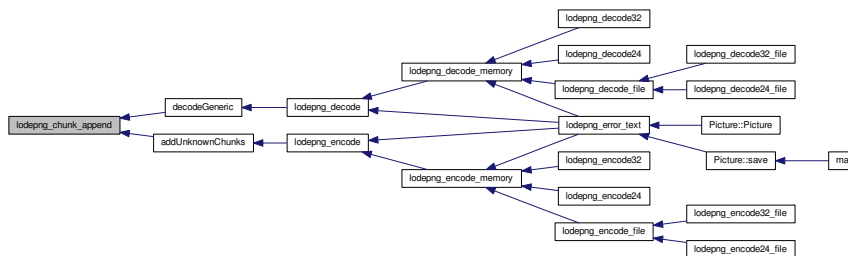 lodepng_decode32
lodepng_decode24
lodepng_decode32_file
lodepng_decode_memory
lodepng_decode_file
lodepng_decode24_file
decodeGeneric
lodepng_decode
lodepng_chunk_append
lodepng_error_text
Picture::Picture
addUnknownChunks
lodepng_encode
lodepng_encode32
Picture::save
ma
lodepng_encode_memory
lodepng_encode24
lodepng_encode32_file
lodepng_encode_file
lodepng_encode24_file